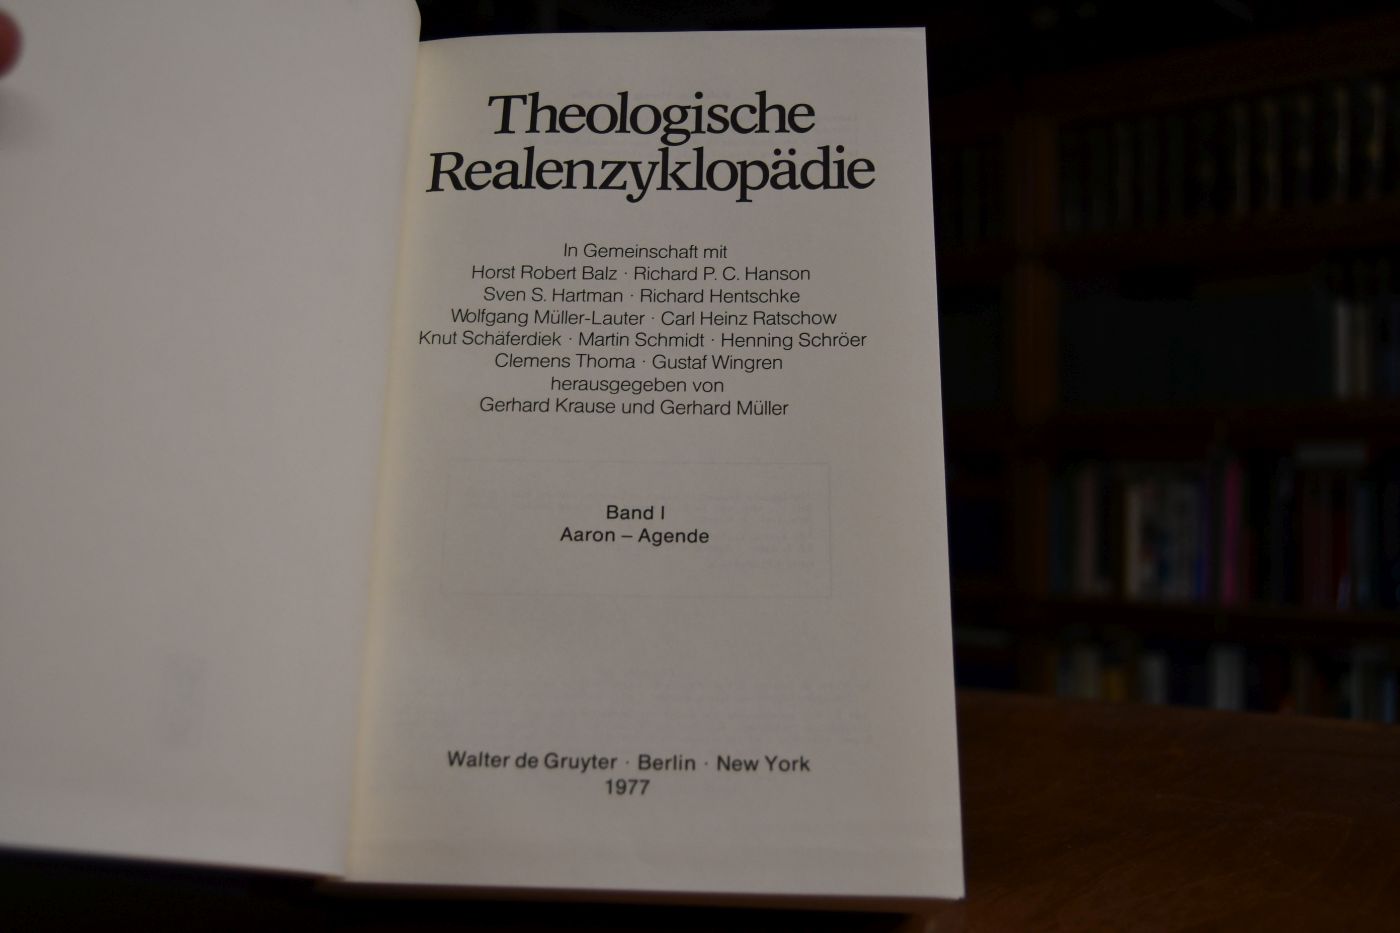 Theologische
Realenzyklopädie
In Gemeinschaft mit
Horst Robert Balz · Richard P. C. Hanson
Sven S. Hartman · Richard Hentschke
Wolfgang Müller-Lauter · Carl Heinz Ratschow
Knut Schäferdiek · Martin Schmidt · Henning Schröer
Clemens Thoma · Gustaf Wingren
herausgegeben von
Gerhard Krause und Gerhard Müller
Band I
Aaron – Agende
Walter de Gruyter · Berlin · New York
1977